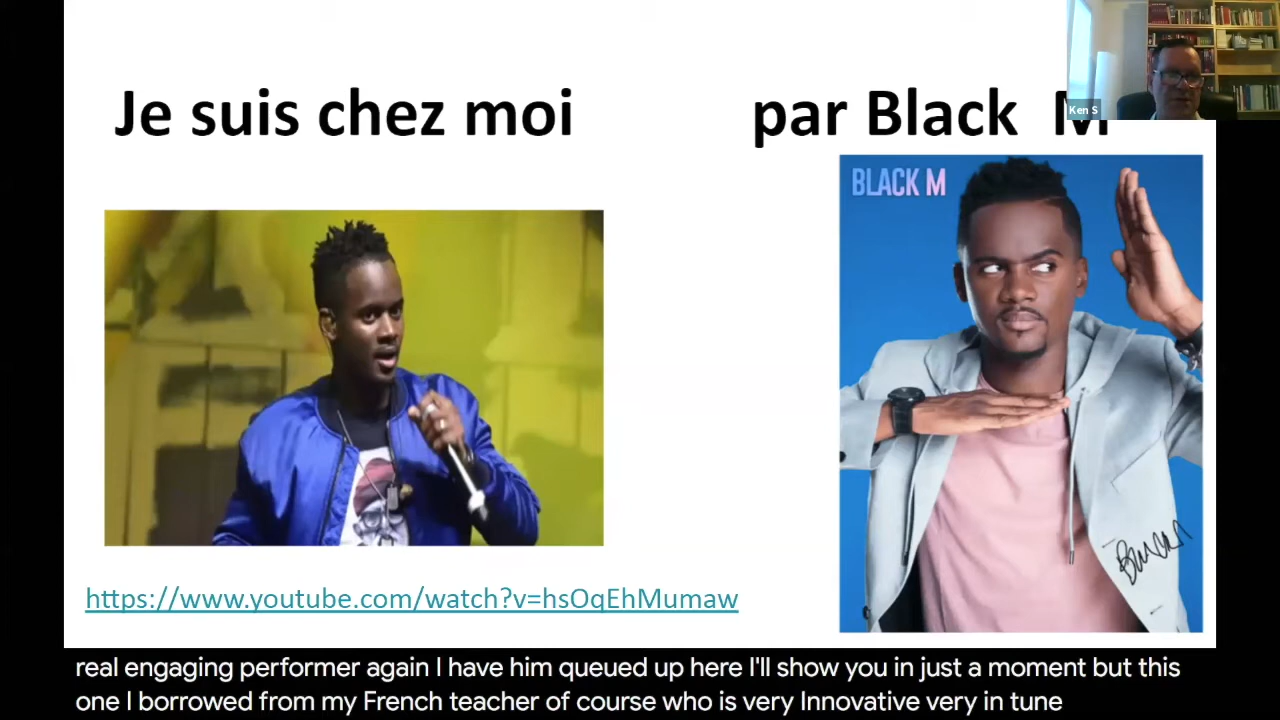 Je suis chez moi par Black M
Ken S
BLACK M
https://www.youtube.com/watch?v=hsOqEhMumaw
real engaging performer again I have him queued up here I'll show you in just a moment but this
one I borrowed from my French teacher of course who is very Innovative very in tune